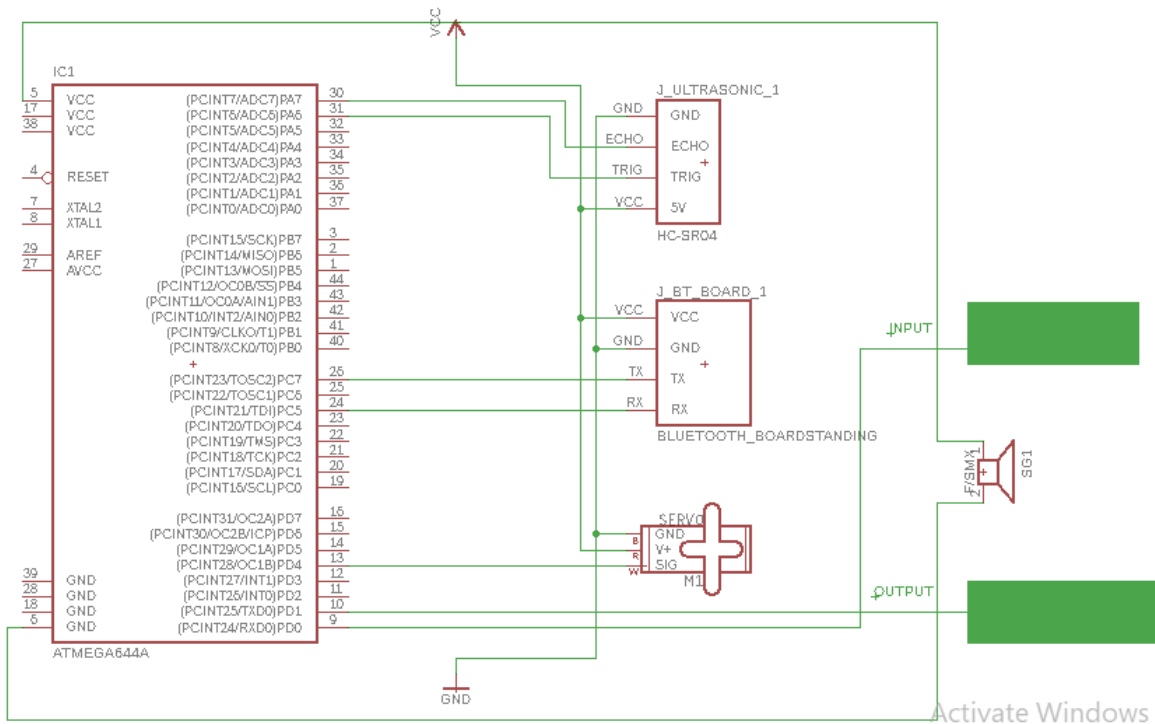 VCC
IC1
5 VCC (PCINT7/ADC7)PA7 30
17 VCC (PCINT6/ADC6)PA6 31
38 VCC (PCINT5/ADC5)PA5 32
(PCINT4/ADC4)PA4 33
(PCINT3/ADC3)PA3 34
4 RESET (PCINT2/ADC2)PA2 35
(PCINT1/ADC1)PA1 36
7 XTAL2 (PCINT0/ADC0)PA0 37
8 XTAL1
(PCINT15/SCK)PB7 3
29 AREF (PCINT14/MISO)PB6 2
27 AVCC (PCINT13/MOSI)PB5 1
(PCINT12/OC0B/SS)PB4 44
(PCINT11/OC0A/AIN1)PB3 43
(PCINT10/INT2/AIN0)PB2 42
(PCINT9/CLKO/T1)PB1 41
(PCINT8/XCK0/T0)PB0 40
(PCINT23/TOSC2)PC7 26
(PCINT22/TOSC1)PC6 25
(PCINT21/TDI)PC5 24
(PCINT20/TDO)PC4 23
(PCINT19/TMS)PC3 22
(PCINT18/TCK)PC2 21
(PCINT17/SDA)PC1 20
(PCINT16/SCL)PC0 19
(PCINT31/OC2A)PD7 16
(PCINT30/OC2B/ICP)PD6 15
(PCINT29/OC1A)PD5 14
(PCINT28/OC1B)PD4 13
39 GND (PCINT27/INT1)PD3 12
28 GND (PCINT26/INT0)PD2 11
18 GND (PCINT25/TXD0)PD1 10
6 GND (PCINT24/RXD0)PD0 9
ATMEGA644A
J_ULTRASONIC_1
GND GND
ECHO ECHO
TRIG TRIG
VCC 5V
HC-SR04
J_BT_BOARD_1
VCC VCC
GND GND
TX TX
RX RX
BLUETOOTH_BOARDSTANDING
SERVO
B GND
R V+
W SIG
M1
GND
INPUT
F/SMX
1
2
SG1
OUTPUT
Activate Windows